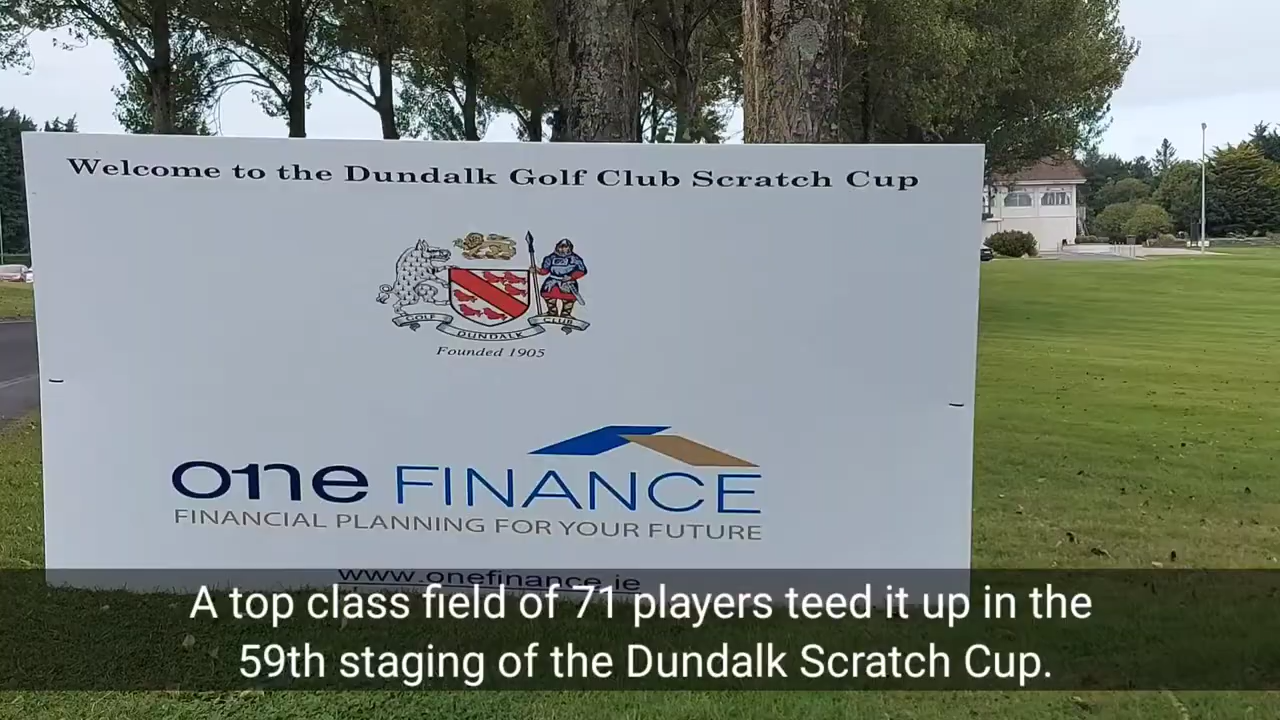 Welcome to the Dundalk Golf Club Scratch Cup
GOLF DUNDALK CLUB
Founded 1905
one FINANCE
FINANCIAL PLANNING FOR YOUR FUTURE
www.onefinance.ie
A top class field of 71 players teed it up in the
59th staging of the Dundalk Scratch Cup.